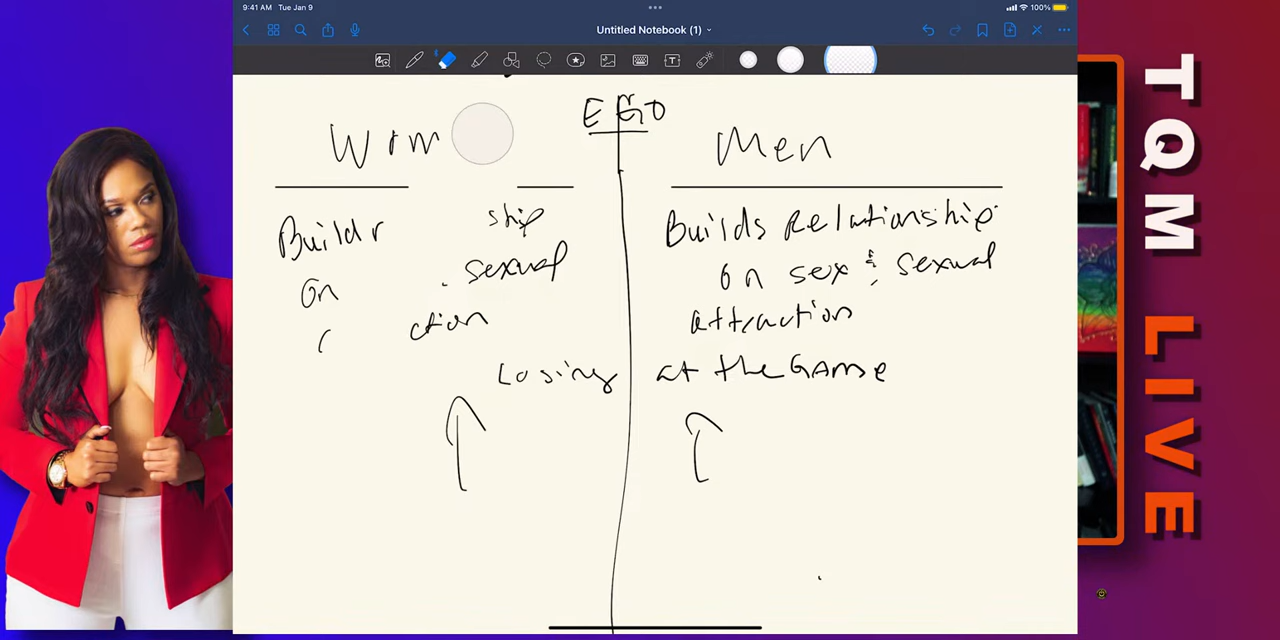 9:41 AM Tue Jan 9
100%
Untitled Notebook (1)
EGO
Wom
Men
Build
ship
On
sexual
ction
Builds Relationship
on sex & sexual
attraction
Losing at the GAme
TQM LIVE